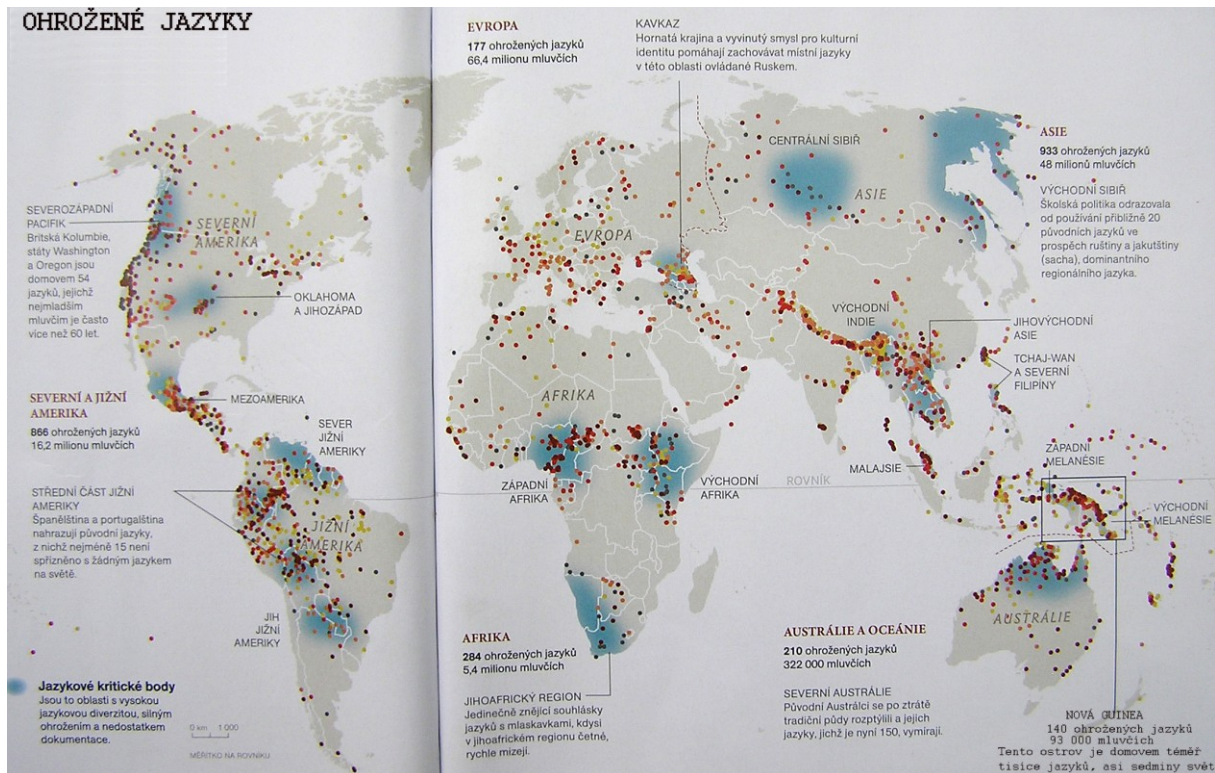 OHROŽENÉ JAZYKY
EVROPA
177 ohrožených jazyků
66,4 milionu mluvčích
KAVKAZ
Hornatá krajina a vyvinutý smysl pro kulturní
identitu pomáhají zachovávat místní jazyky
v této oblasti ovládané Ruskem.
CENTRÁLNÍ SIBIŘ
ASIE
ASIE
933 ohrožených jazyků
48 milionů mluvčích
VÝCHODNÍ SIBIŘ
Školská politika odrazovala
od používání přibližně 20
původních jazyků ve
prospěch ruštiny a jakutštiny
(sacha), dominantního
regionálního jazyka.
SEVEROZÁPADNÍ
PACIFIK
Britská Kolumbie,
státy Washington
a Oregon jsou
domovem 54
jazyků, jejichž
nejmladším
mluvčím je často
více než 60 let.
SEVERNÍ
AMERIKA
EVROPA
OKLAHOMA
A JIHOZÁPAD
VÝCHODNÍ
INDIE
JIHOVÝCHODNÍ
ASIE
TCHAJ-WAN
A SEVERNÍ
FILIPÍNY
SEVERNÍ A JIŽNÍ
AMERIKA
866 ohrožených jazyků
16,2 milionu mluvčích
MEZOAMERIKA
AFRIKA
SEVER
JIŽNÍ
AMERIKY
STŘEDNÍ ČÁST JIŽNÍ
AMERIKY
Španělština a portugalština
nahrazují původní jazyky,
z nichž nejméně 15 není
spřízněno s žádným jazykem
na světě.
JIŽNÍ
AMERIKA
ZÁPADNÍ
AFRIKA
VÝCHODNÍ
AFRIKA
ROVNÍK
MALAJSIE
ZÁPADNÍ
MELANÉSIE
VÝCHODNÍ
MELANÉSIE
JIH
JIŽNÍ
AMERIKY
AUSTRÁLIE
AFRIKA
284 ohrožených jazyků
5,4 milionu mluvčích
JIHOAFRICKÝ REGION
Jedinečně znějící souhlásky
jazyků s mlaskavkami, kdysi
v jihoafrickém regionu četné,
rychle mizejí.
AUSTRÁLIE A OCEÁNIE
210 ohrožených jazyků
322 000 mluvčích
SEVERNÍ AUSTRÁLIE
Původní Australci se po ztrátě
tradiční půdy rozptýlili a jejich
jazyky, jichž je nyní 150, vymírají.
Jazykové kritické body
Jsou to oblasti s vysokou
jazykovou diverzitou, silným
ohrožením a nedostatkem
dokumentace.
0 km 1 000
MĚŘÍTKO NA ROVNÍKU
NOVÁ GUINEA
140 ohrožených jazyků
93 000 mluvčích
Tento ostrov je domovem téměř
tisíce jazyků, asi sedminy svět